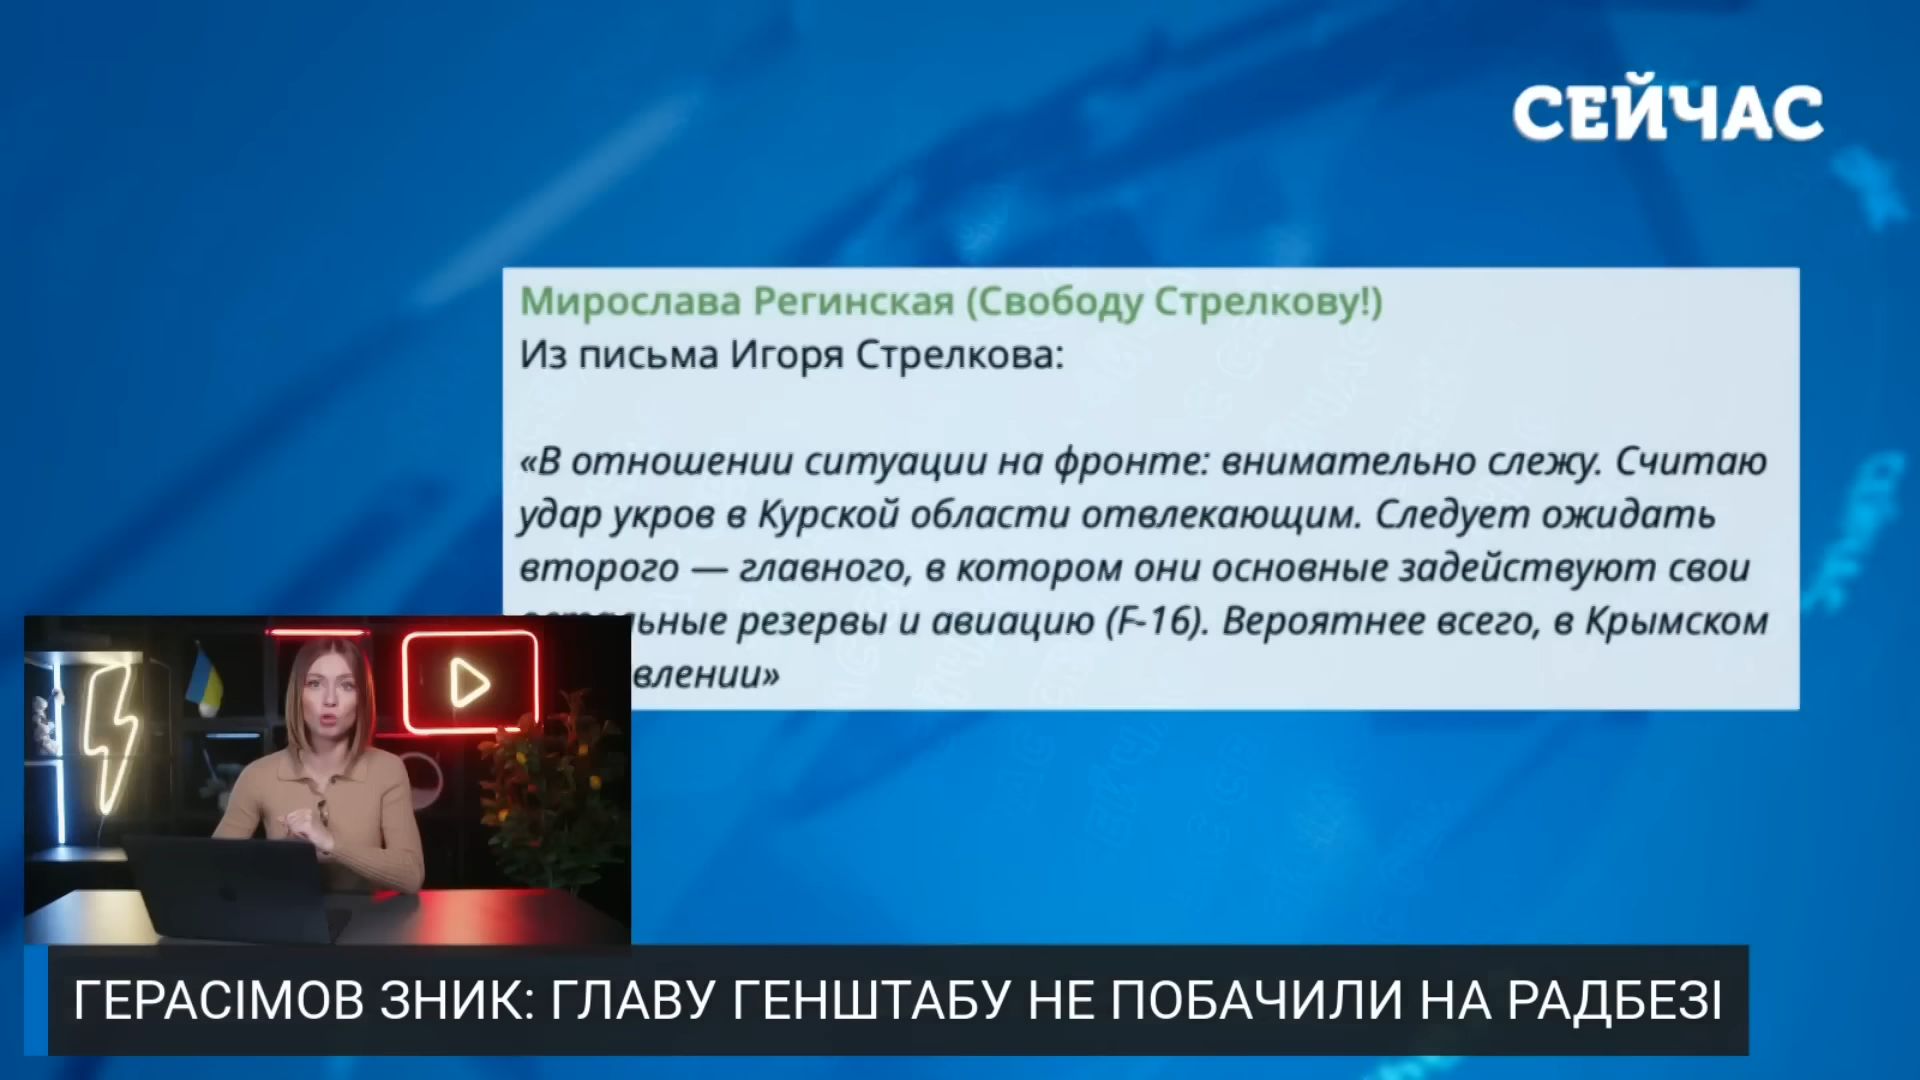 СЕЙЧАС
Мирослава Регинская (Свободу Стрелкову!)
Из письма Игоря Стрелкова:
«В отношении ситуации на фронте: внимательно слежу. Считаю
удар укров в Курской области отвлекающим. Следует ожидать
второго — главного, в котором они основные задействуют свои
резервы и авиацию (F-16). Вероятнее всего, в Крымском
влении»
ГЕРАСІМОВ ЗНИК: ГЛАВУ ГЕНШТАБУ НЕ ПОБАЧИЛИ НА РАДБЕЗІ